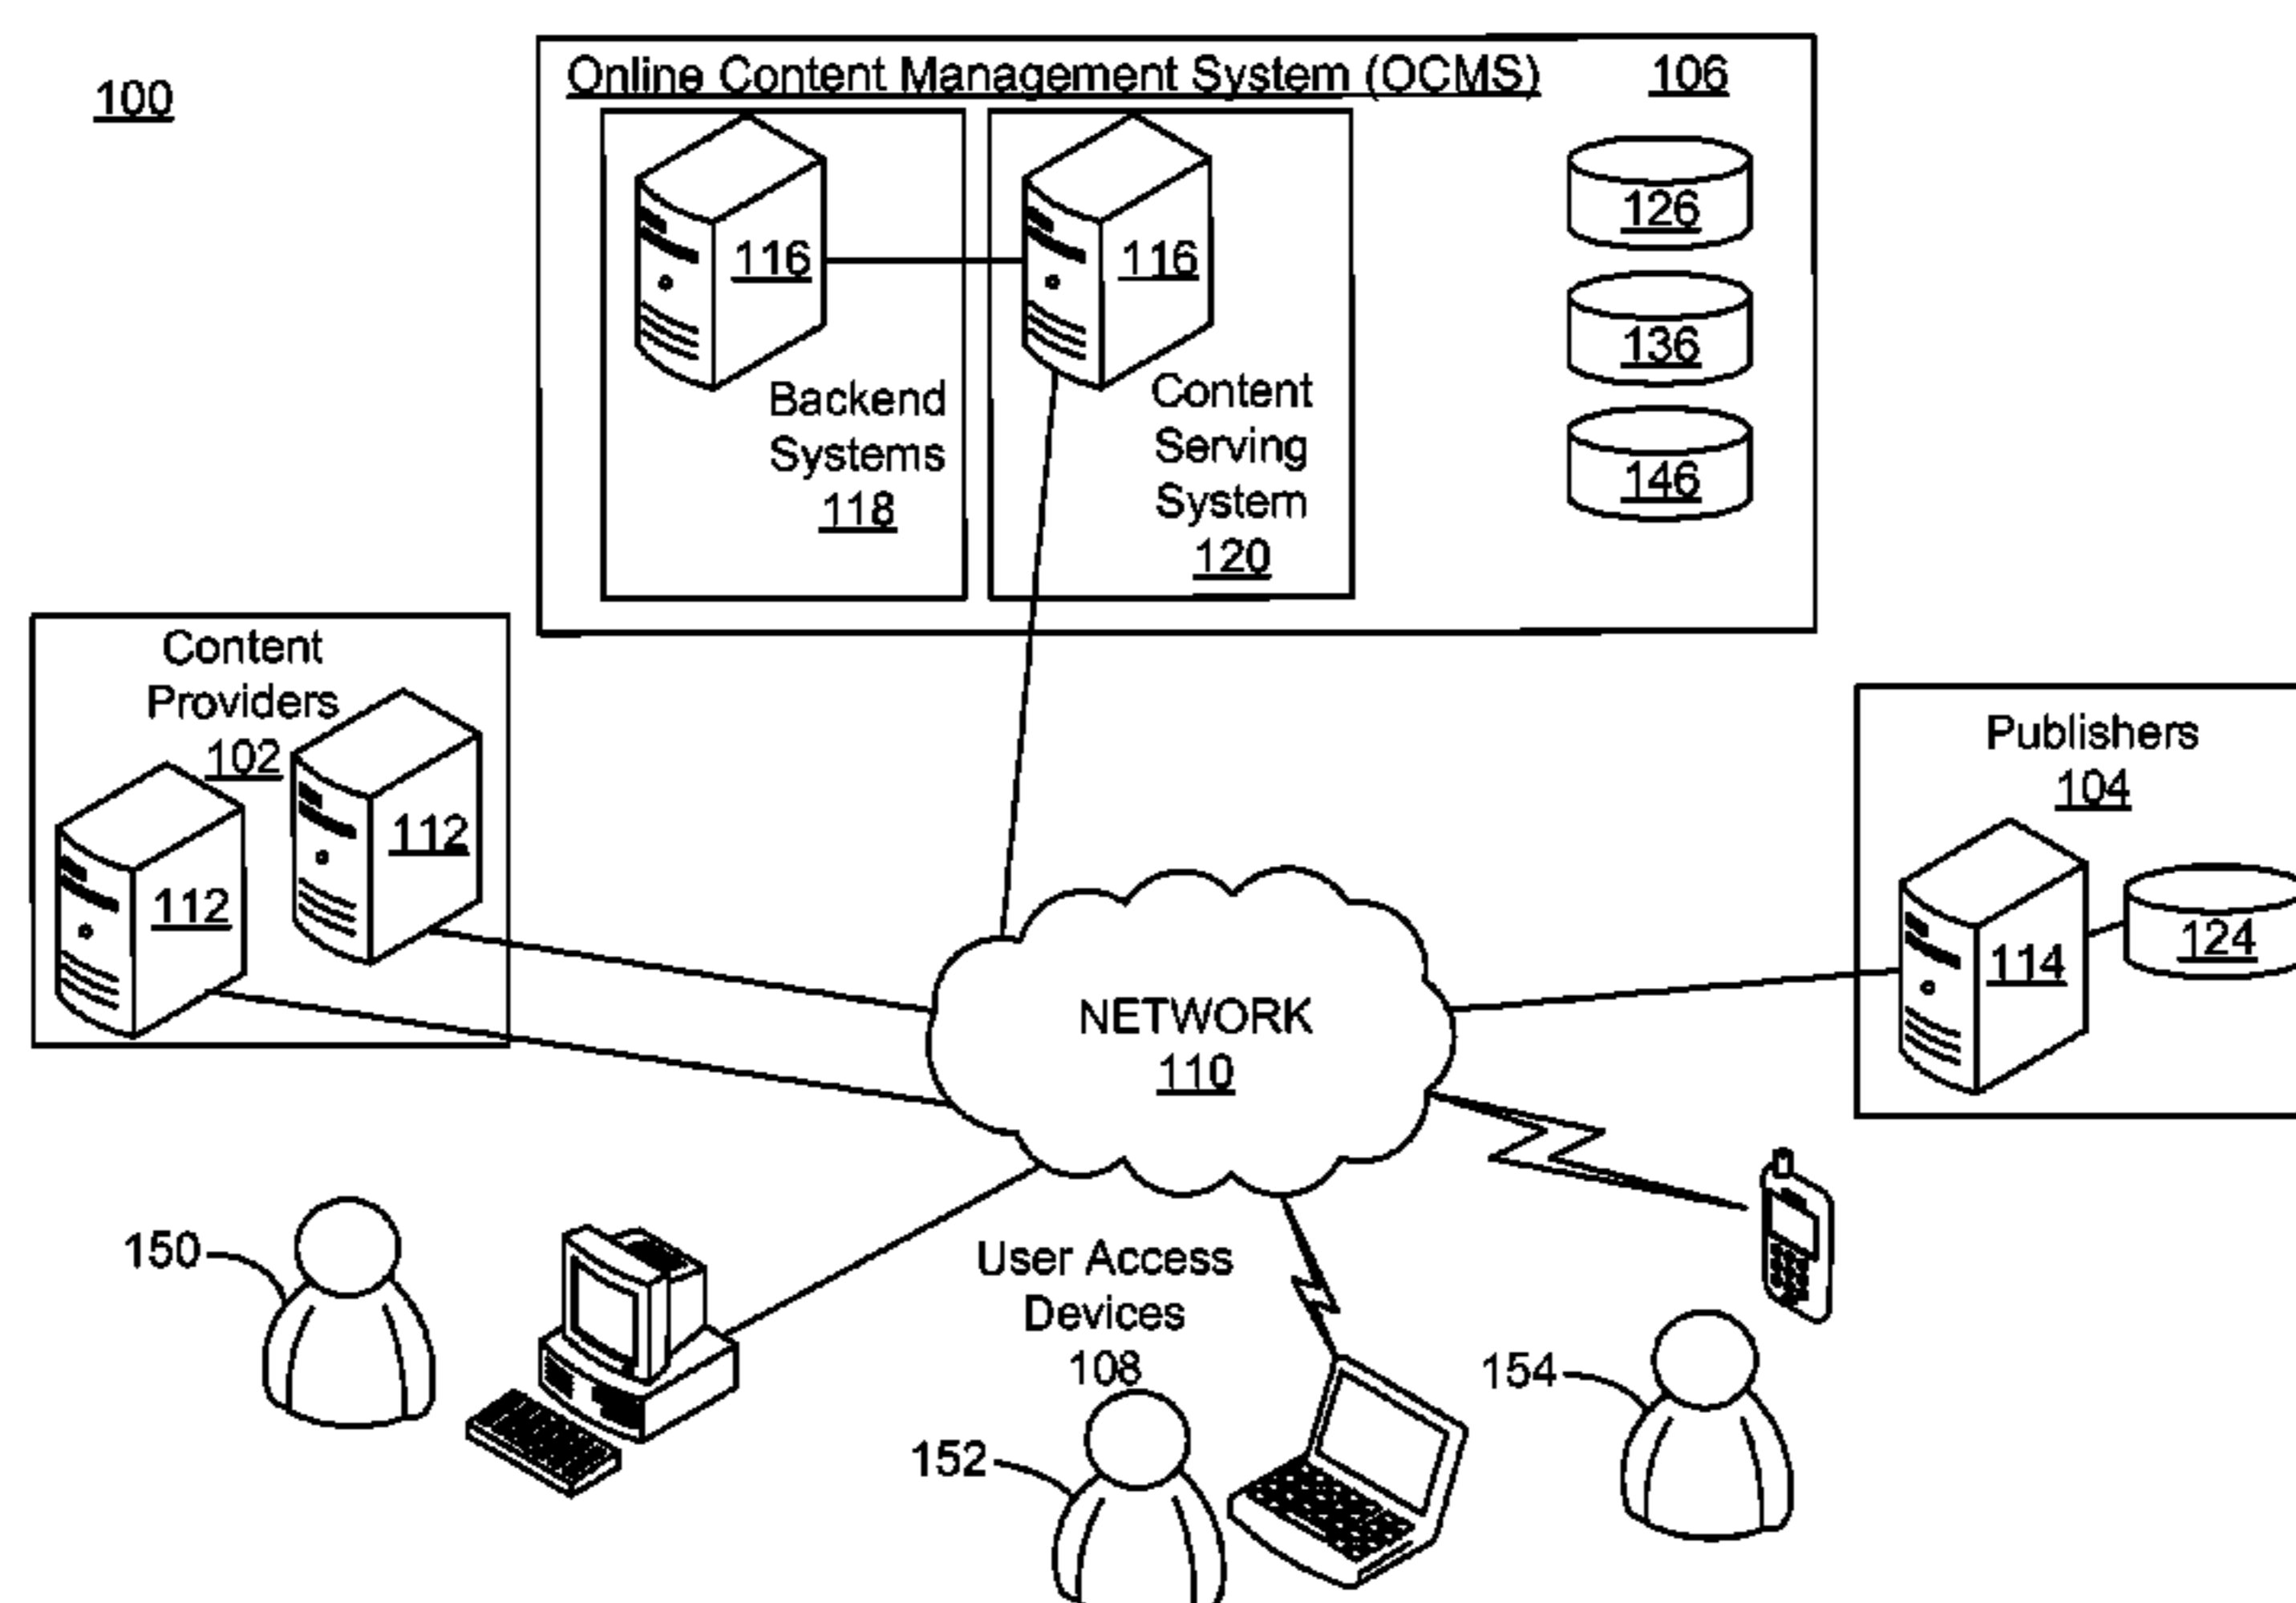 100
Online Content Management System (OCMS) 106
116
116
126
136
146
Backend
Systems
118
Content
Serving
System
120
Content
Providers
102
112
112
Publishers
104
114
124
NETWORK
110
150
User Access
Devices
108
152
154